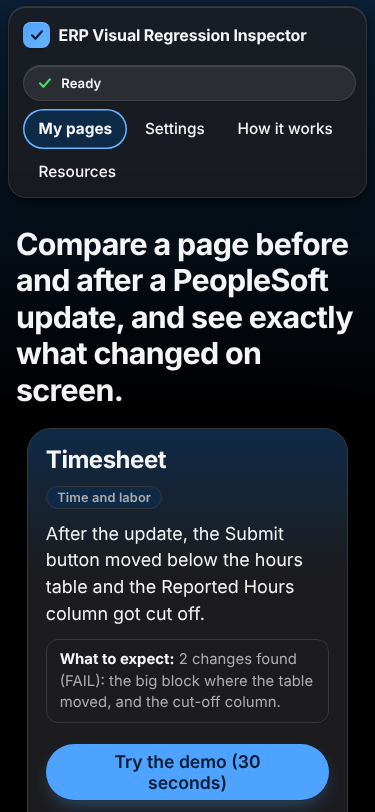 ERP Visual Regression Inspector
Ready
My pages
Settings
How it works
Resources
Compare a page before
and after a PeopleSoft
update, and see exactly
what changed on
screen.
Timesheet
Time and labor
After the update, the Submit
button moved below the hours
table and the Reported Hours
column got cut off.
What to expect: 2 changes found
(FAIL): the big block where the table
moved, and the cut-off column.
Try the demo (30
seconds)